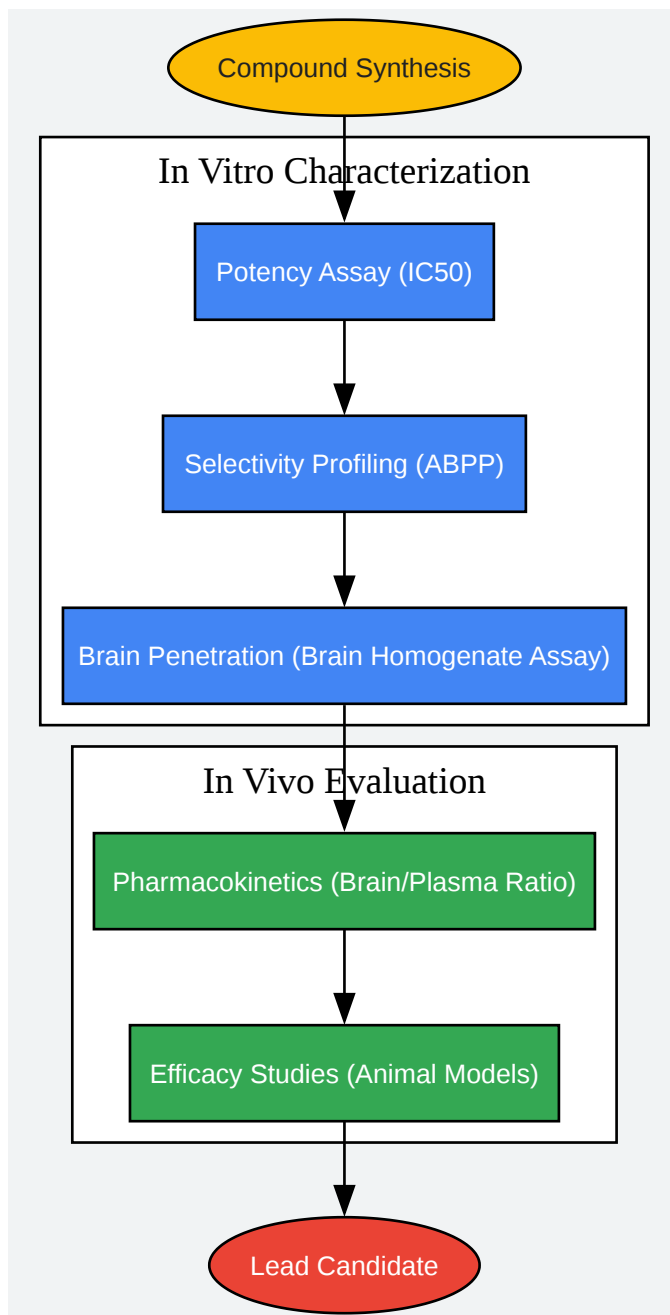 Compound Synthesis
In Vitro Characterization
Potency Assay (IC50)
Selectivity Profiling (ABPP)
Brain Penetration (Brain Homogenate Assay)
In Vivo Evaluation
Pharmacokinetics (Brain/Plasma Ratio)
Efficacy Studies (Animal Models)
Lead Candidate